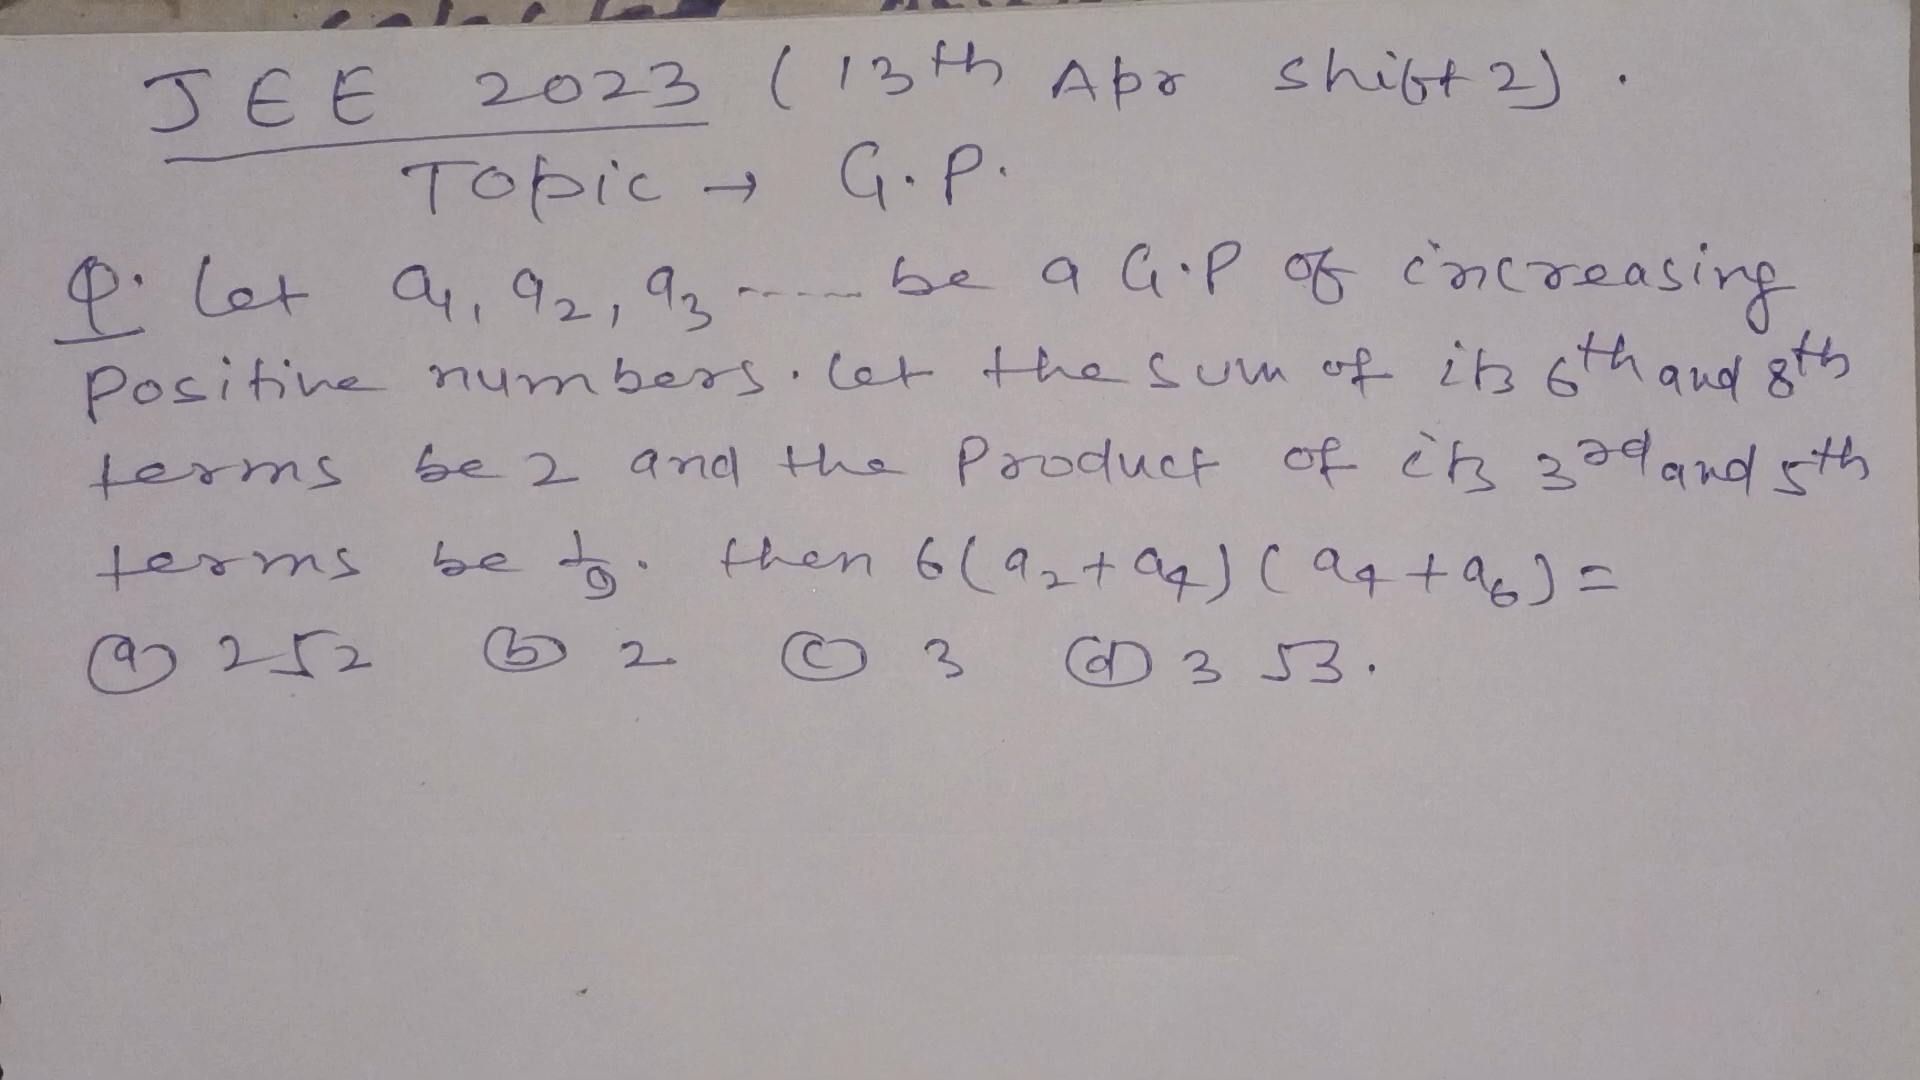 JEE 2023 (13th Apr shift 2).
Topic → G.P.
Q. Let a₁, a₂, a₃ ------ be a G.P of increasing
positive numbers. Let the sum of its 6th and 8th
terms be 2 and the product of its 3rd and 5th
terms be 1/9. then 6(a₂+a₄)(a₄+a₆)=
(a) 2√2 (b) 2 (c) 3 (d) 3√3.